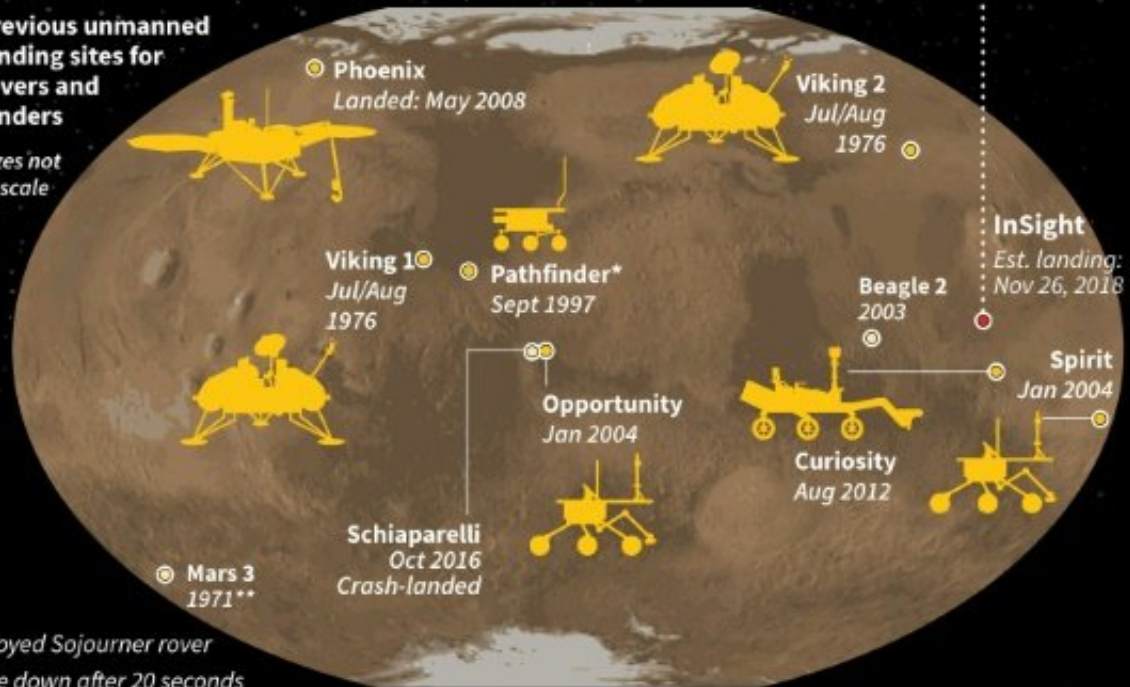 revious unmanned
nding sites for
vers and
nders
zes not
scale
Phoenix
Landed: May 2008
Viking 2
Jul/Aug
1976
InSight
Est. landing:
Nov 26, 2018
Viking 1
Jul/Aug
1976
Pathfinder*
Sept 1997
Beagle 2
2003
Spirit
Jan 2004
Opportunity
Jan 2004
Curiosity
Aug 2012
Schiaparelli
Oct 2016
Crash-landed
Mars 3
1971**
oyed Sojourner rover
e down after 20 seconds